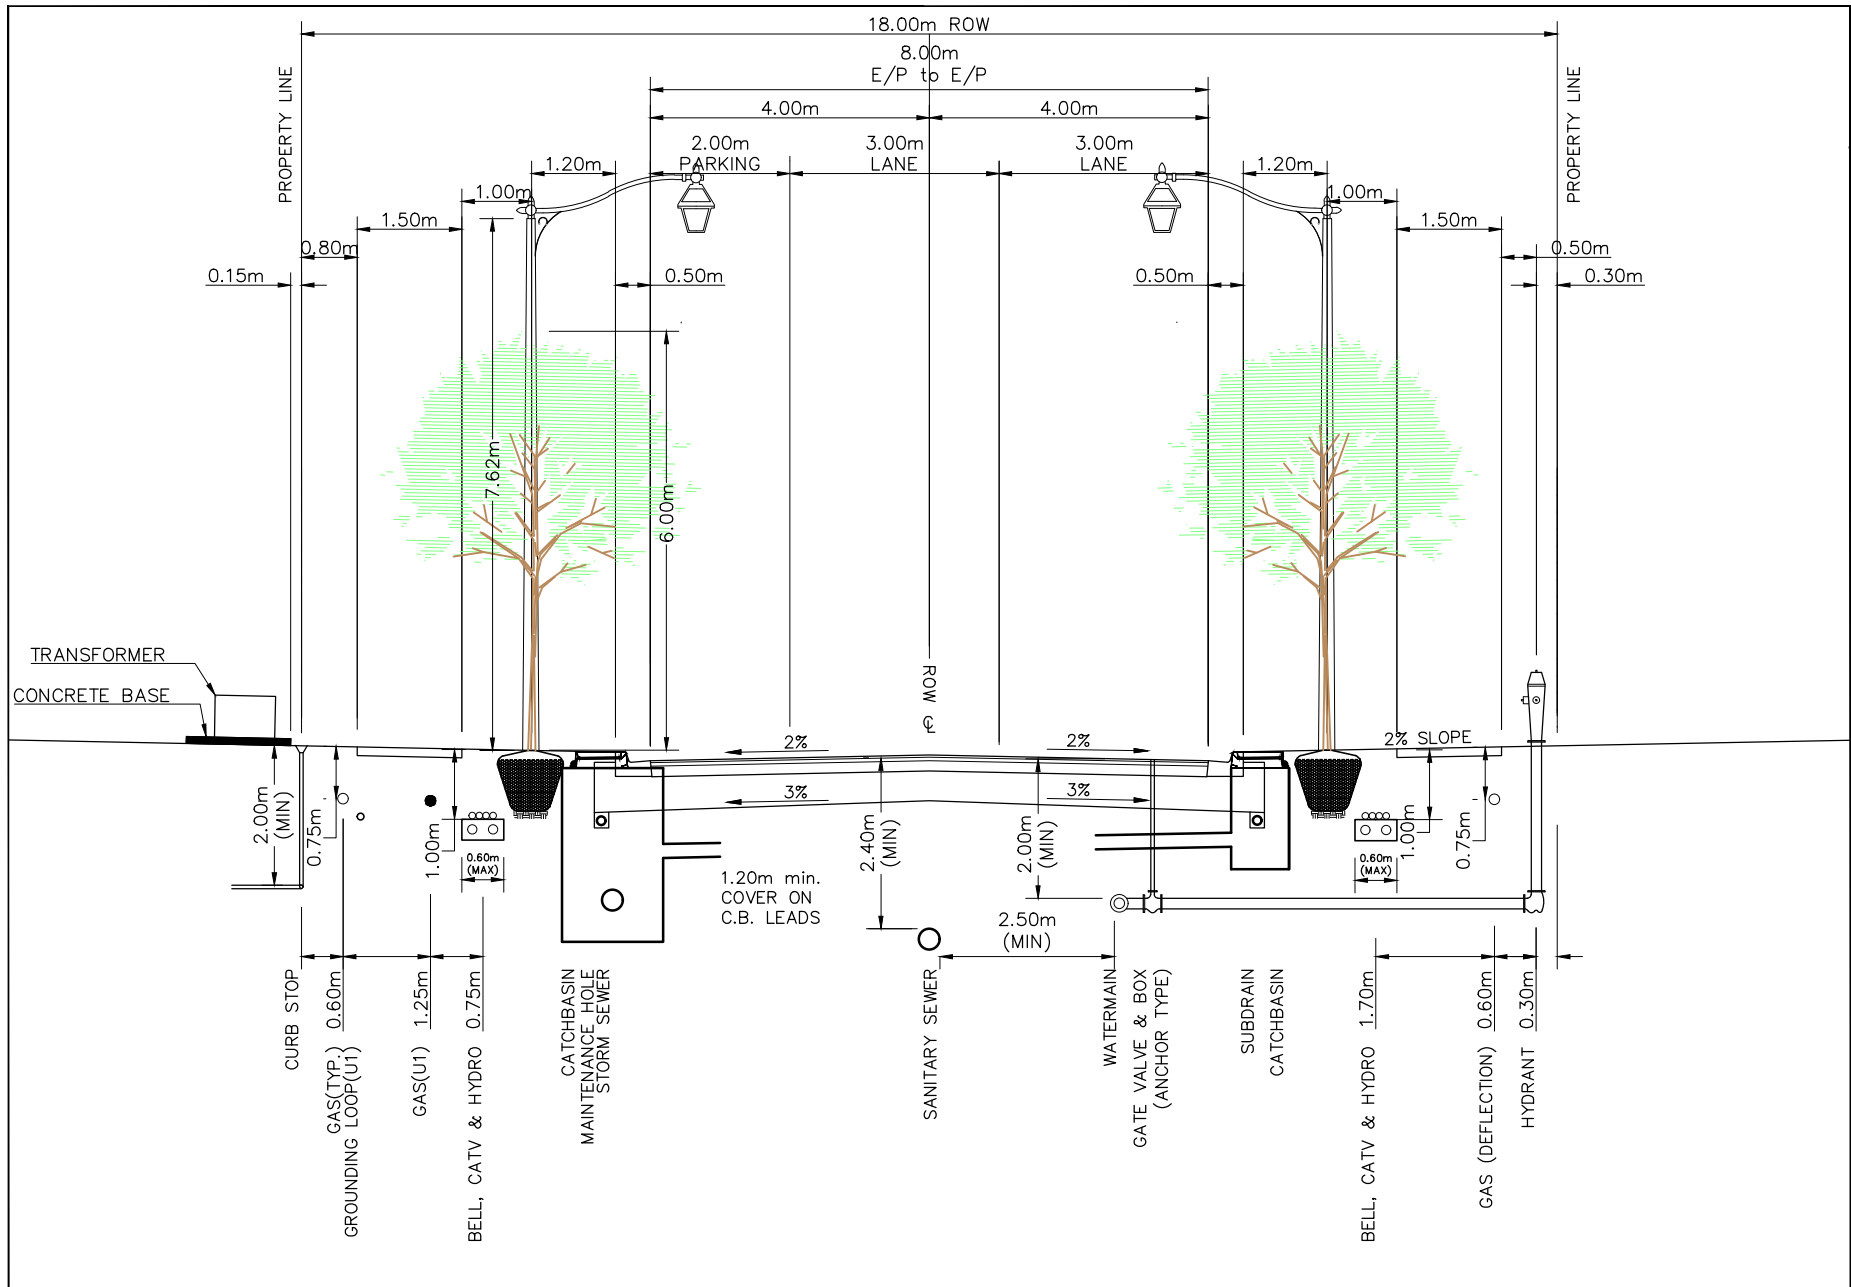 18.00m ROW
8.00m
E/P to E/P
4.00m
4.00m
PROPERTY LINE
PROPERTY LINE
2.00m
PARKING
3.00m
LANE
3.00m
LANE
1.20m
1.20m
1.00m
1.00m
1.50m
1.50m
0.80m
0.50m
0.15m
0.50m
0.50m
0.30m
7.62m
6.00m
TRANSFORMER
CONCRETE BASE
ROW ℄
2%
2%
2% SLOPE
3%
3%
2.00m
(MIN)
0.75m
1.00m
0.60m
(MAX)
2.40m
(MIN)
2.00m
(MIN)
1.00m
0.75m
0.60m
(MAX)
1.20m min.
COVER ON
C.B. LEADS
2.50m
(MIN)
CURB STOP
GAS(TYP.) 0.60m
GROUNDING LOOP(U1)
GAS(U1) 1.25m
BELL, CATV & HYDRO 0.75m
CATCHBASIN
MAINTENANCE HOLE
STORM SEWER
SANITARY SEWER
WATERMAIN
GATE VALVE & BOX
(ANCHOR TYPE)
SUBDRAIN
CATCHBASIN
BELL, CATV & HYDRO 1.70m
GAS (DEFLECTION) 0.60m
HYDRANT 0.30m